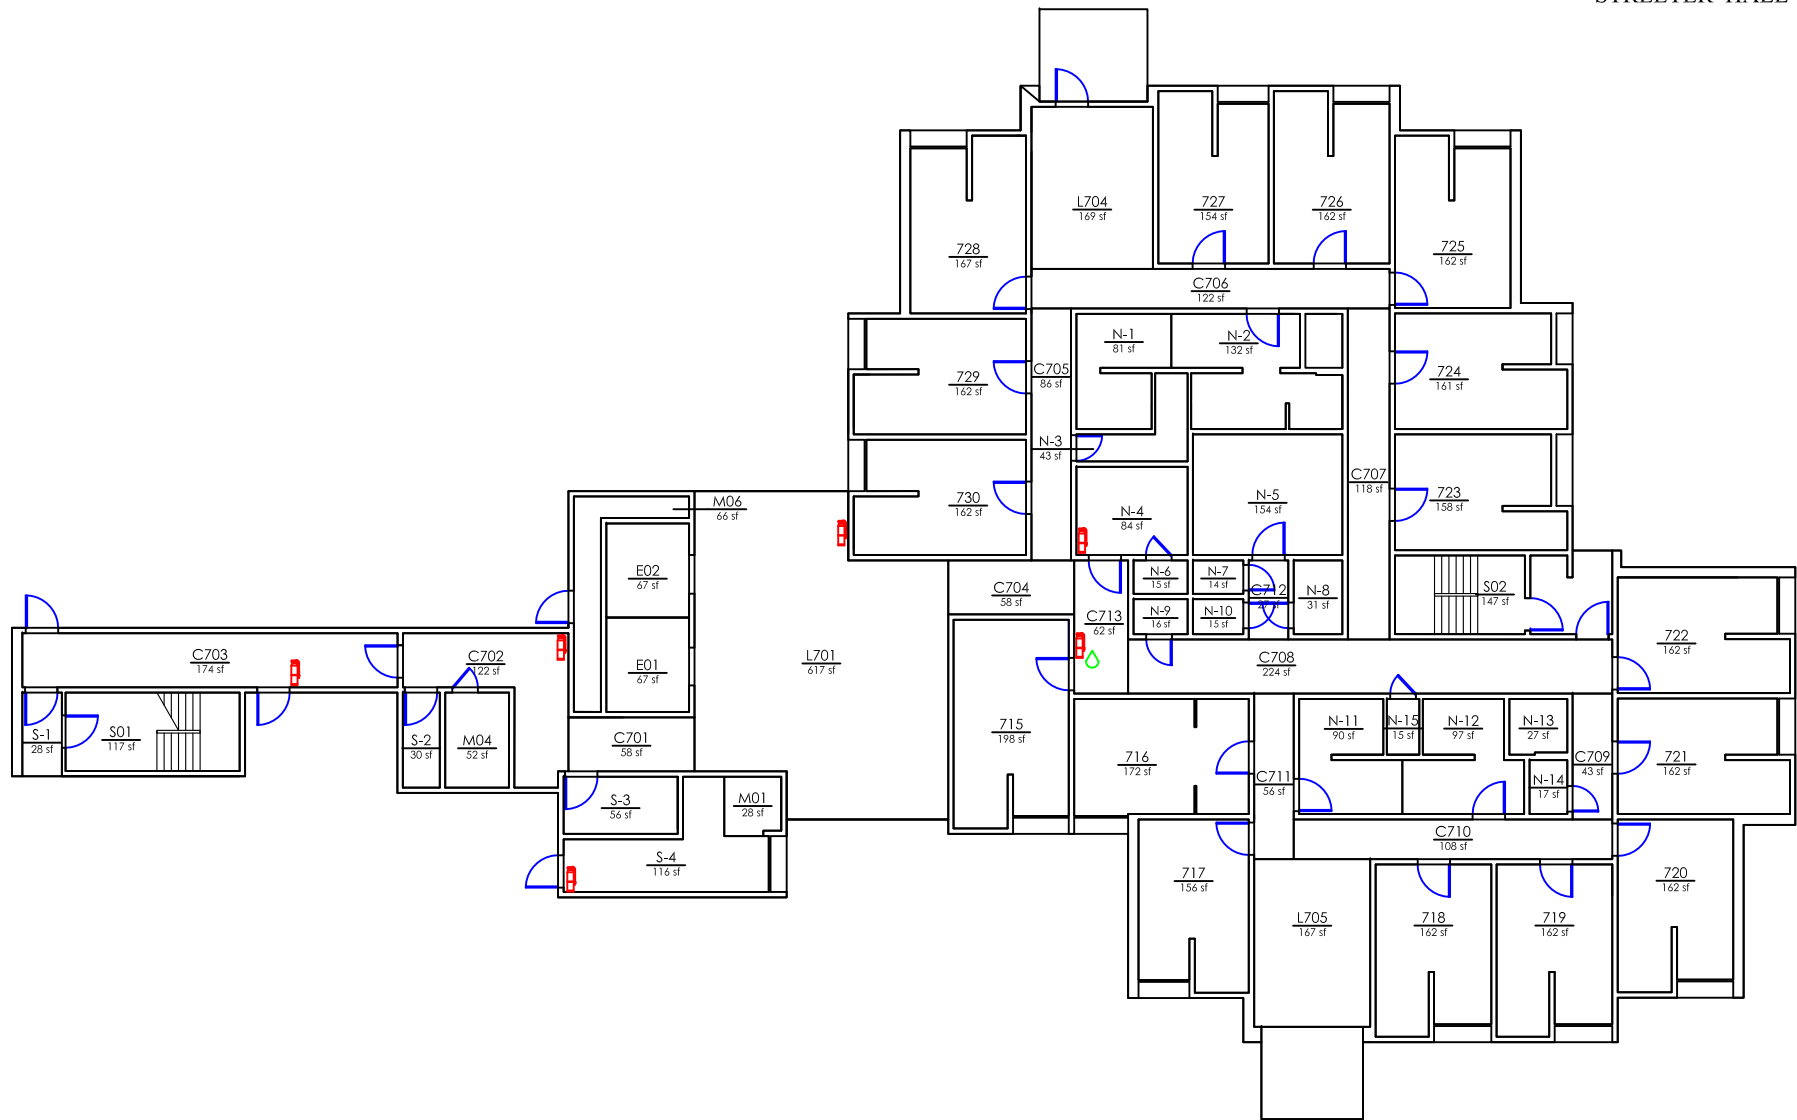 STREETER HALL
L704
169 sf
727
154 sf
726
162 sf
728
167 sf
725
162 sf
C706
122 sf
N-1
81 sf
N-2
132 sf
C705
86 sf
729
162 sf
724
161 sf
N-3
43 sf
C707
118 sf
M06
66 sf
730
162 sf
N-4
84 sf
N-5
154 sf
723
158 sf
E02
67 sf
C704
58 sf
N-6
15 sf
N-7
14 sf
C712
27 sf
N-8
31 sf
S02
147 sf
N-9
16 sf
N-10
15 sf
C713
62 sf
722
162 sf
C703
174 sf
C702
122 sf
E01
67 sf
L701
617 sf
C708
224 sf
S-1
28 sf
S01
117 sf
S-2
30 sf
M04
52 sf
C701
58 sf
715
198 sf
716
172 sf
N-11
90 sf
N-15
15 sf
N-12
97 sf
N-13
27 sf
C711
56 sf
C709
43 sf
721
162 sf
N-14
17 sf
S-3
56 sf
M01
28 sf
C710
108 sf
S-4
116 sf
717
156 sf
720
162 sf
L705
167 sf
718
162 sf
719
162 sf